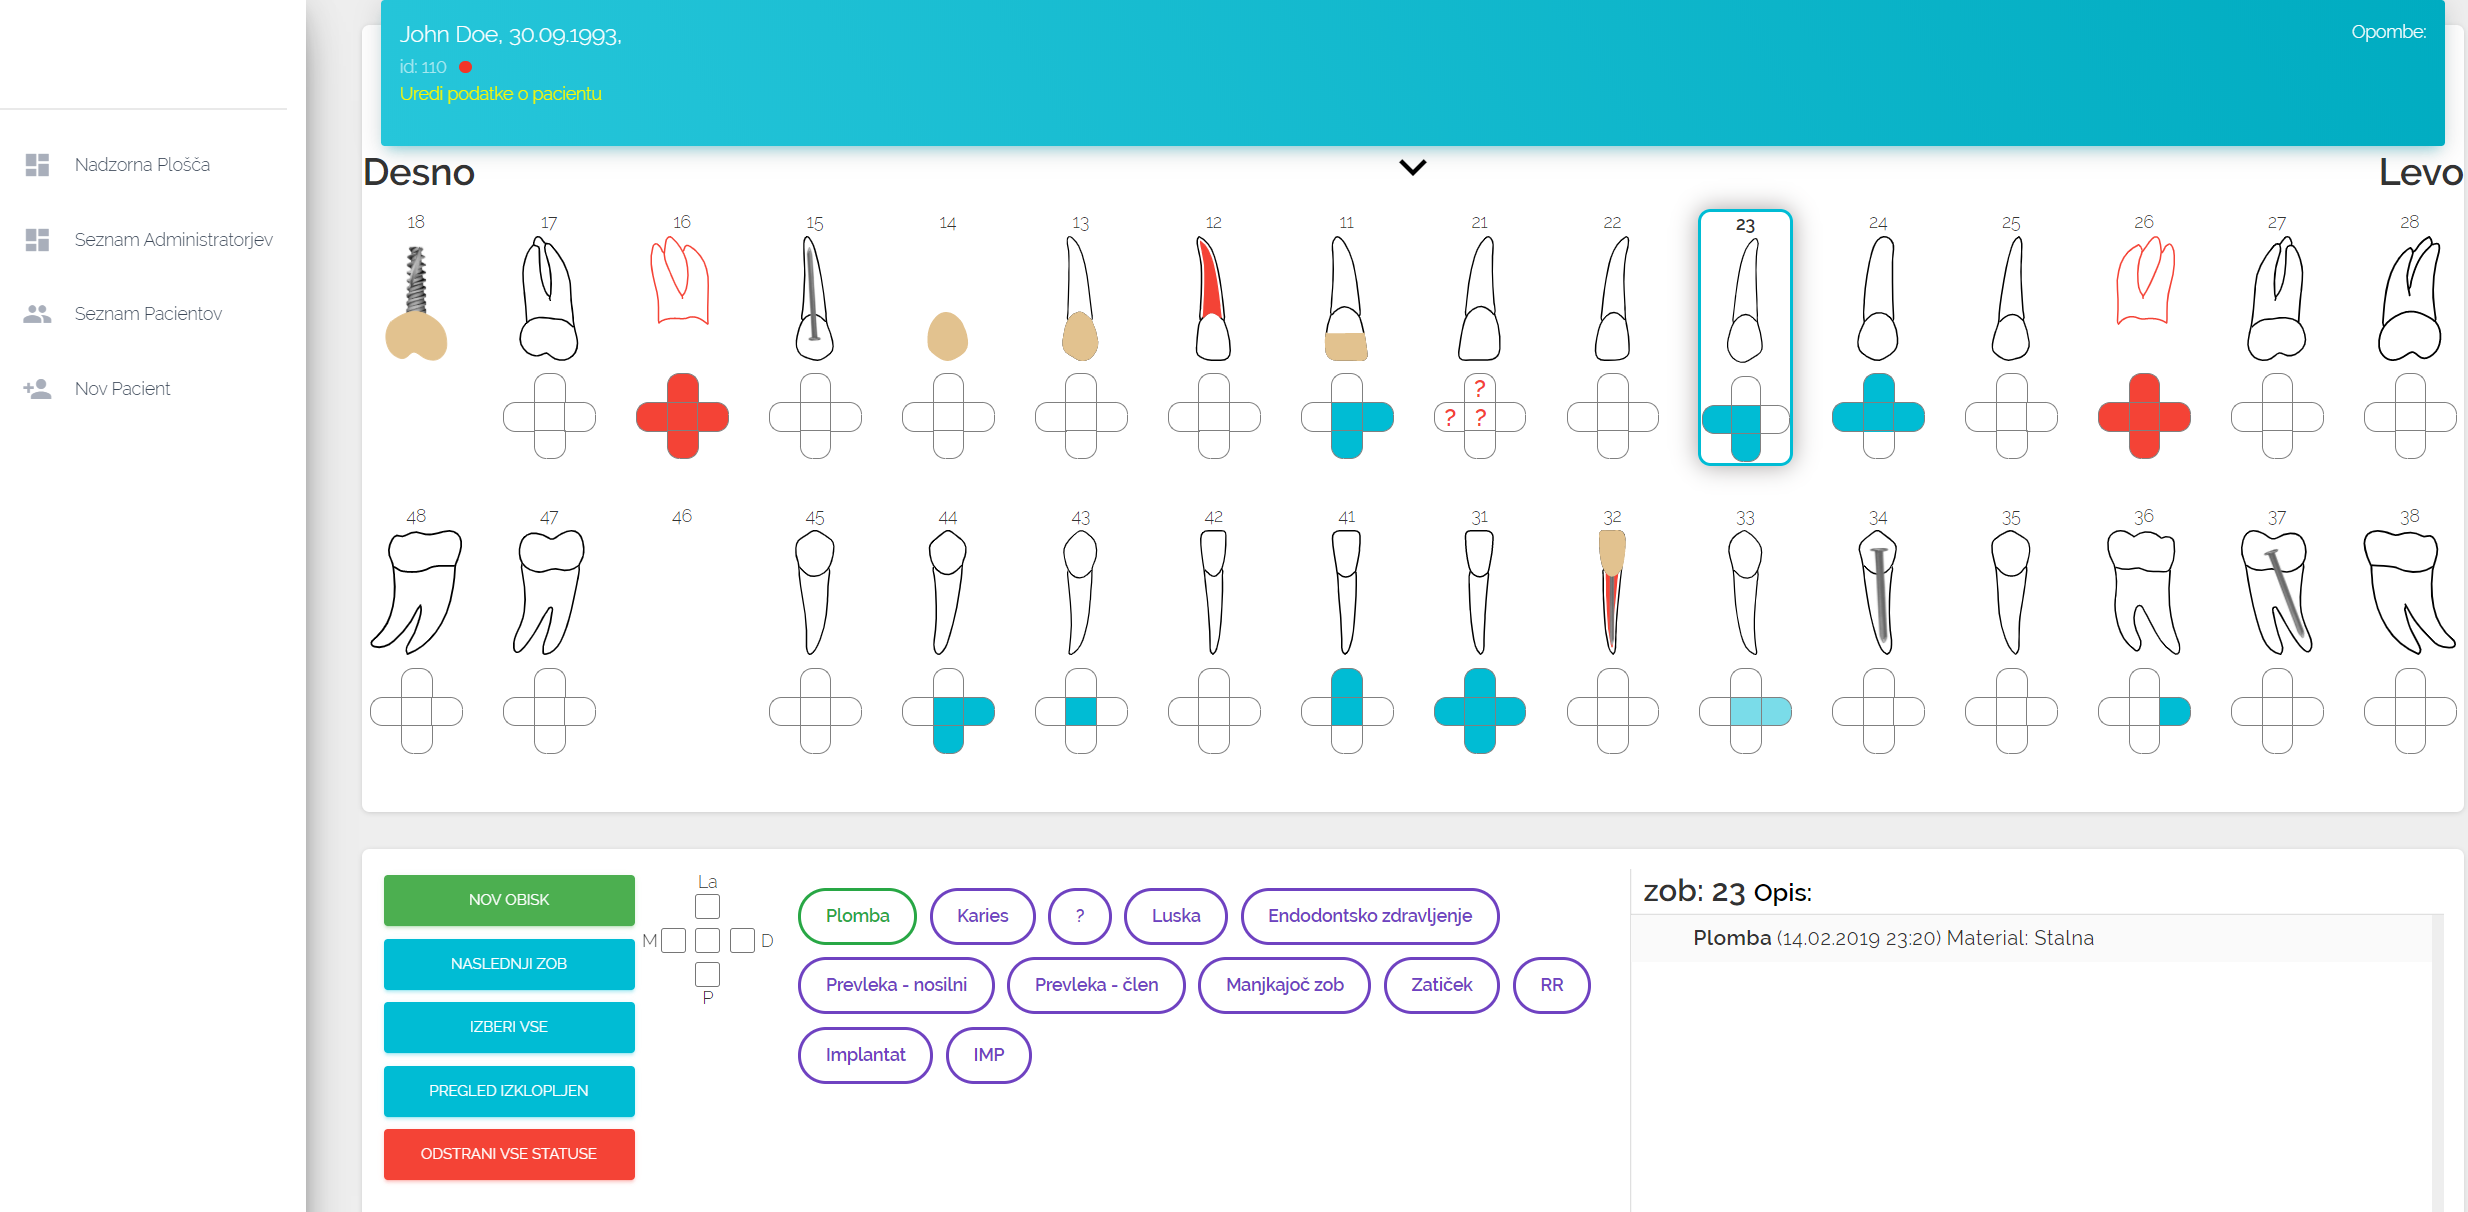 John Doe, 30.09.1993,
Opombe:
id: 110
Uredi podatke o pacientu
Nadzorna Plošča
Seznam Administratorjev
Seznam Pacientov
Nov Pacient
Desno
Levo
18 17 16 15 14 13 12 11 21 22 23 24 25 26 27 28
?
? ?
48 47 46 45 44 43 42 41 31 32 33 34 35 36 37 38
NOV OBISK
NASLEDNJI ZOB
IZBERI VSE
PREGLED IZKLOPLJEN
ODSTRANI VSE STATUSE
La
M D
P
Plomba Karies ? Luska Endodontsko zdravljenje
Prevleka - nosilni Prevleka - člen Manjkajoč zob Zatiček RR
Implantat IMP
zob: 23 Opis:
Plomba (14.02.2019 23:20) Material: Stalna